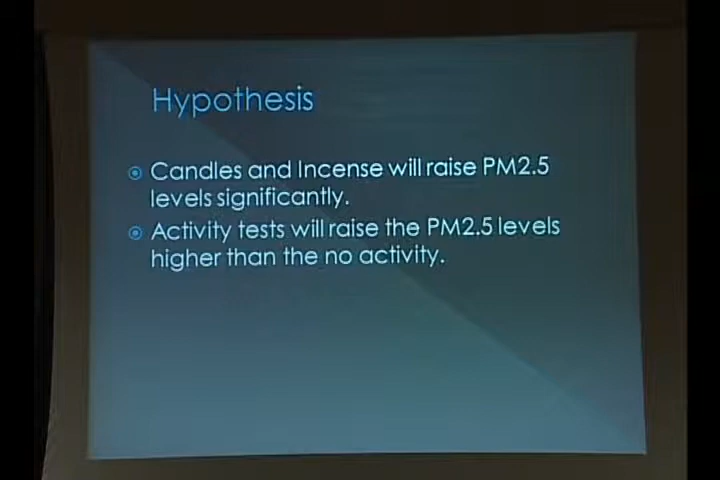 Hypothesis
Candles and Incense will raise PM2.5
levels significantly.
Activity tests will raise the PM2.5 levels
higher than the no activity.